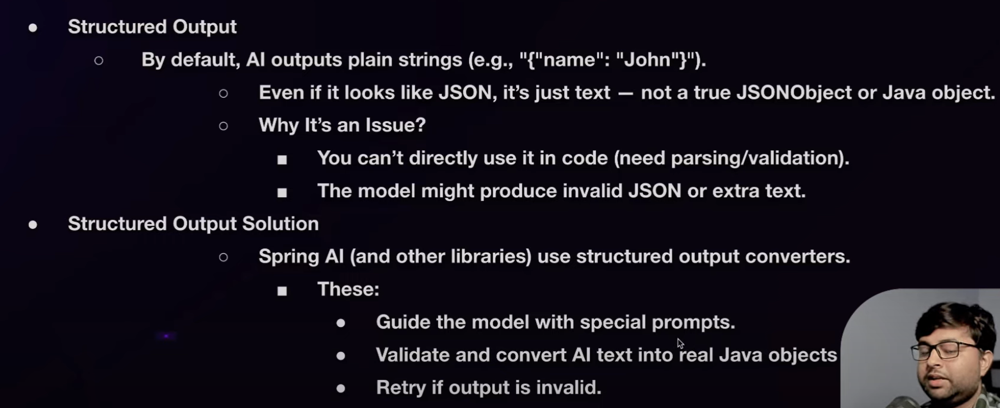 Structured Output
By default, AI outputs plain strings (e.g., "{"name": "John"}").
Even if it looks like JSON, it’s just text — not a true JSONObject or Java object.
Why It’s an Issue?
You can’t directly use it in code (need parsing/validation).
The model might produce invalid JSON or extra text.
Structured Output Solution
Spring AI (and other libraries) use structured output converters.
These:
Guide the model with special prompts.
Validate and convert AI text into real Java objects
Retry if output is invalid.